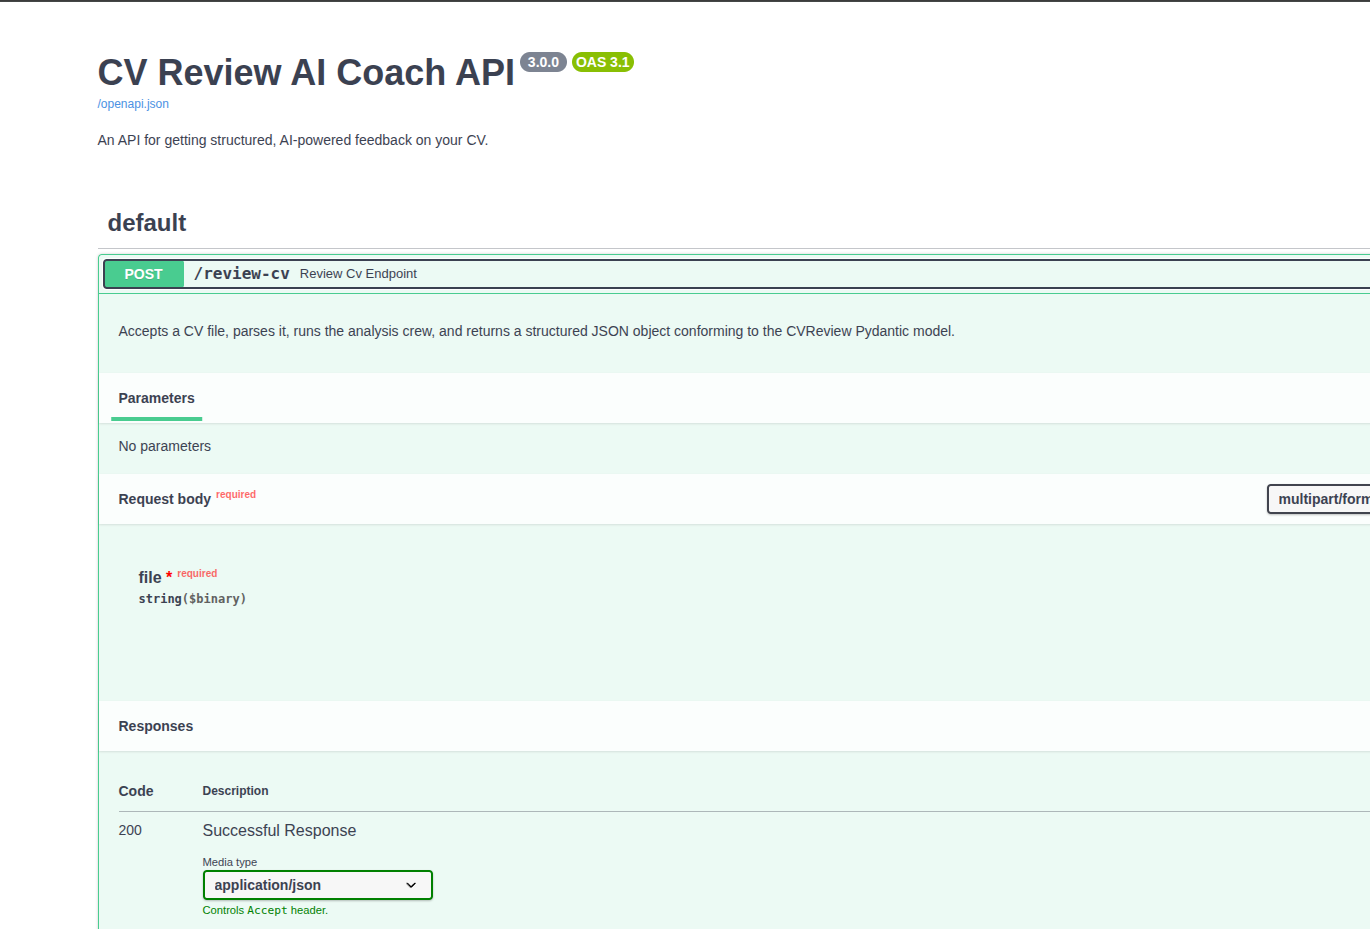 CV Review AI Coach API 3.0.0 OAS 3.1
/openapi.json
An API for getting structured, AI-powered feedback on your CV.
default
POST /review-cv Review Cv Endpoint
Accepts a CV file, parses it, runs the analysis crew, and returns a structured JSON object conforming to the CVReview Pydantic model.
Parameters
No parameters
Request body required multipart/form
file * required
string($binary)
Responses
Code Description
200 Successful Response
Media type
application/json
Controls Accept header.